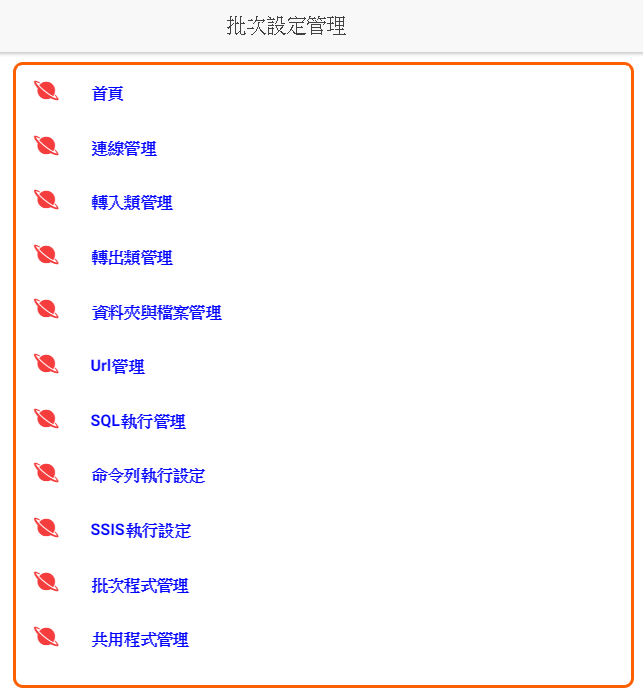 批次設定管理
首頁
連線管理
轉入類管理
轉出類管理
資料夾與檔案管理
Url管理
SQL執行管理
命令列執行設定
SSIS執行設定
批次程式管理
共用程式管理